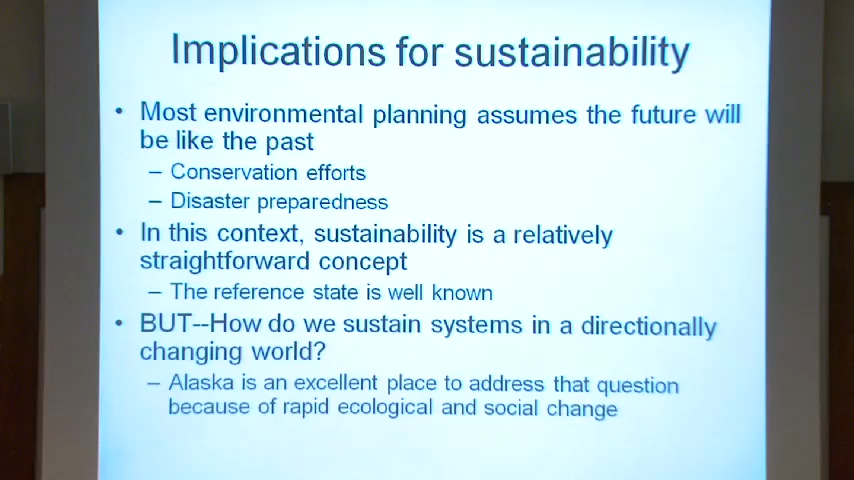 Implications for sustainability
• Most environmental planning assumes the future will
be like the past
– Conservation efforts
– Disaster preparedness
• In this context, sustainability is a relatively
straightforward concept
– The reference state is well known
• BUT--How do we sustain systems in a directionally
changing world?
– Alaska is an excellent place to address that question
because of rapid ecological and social change